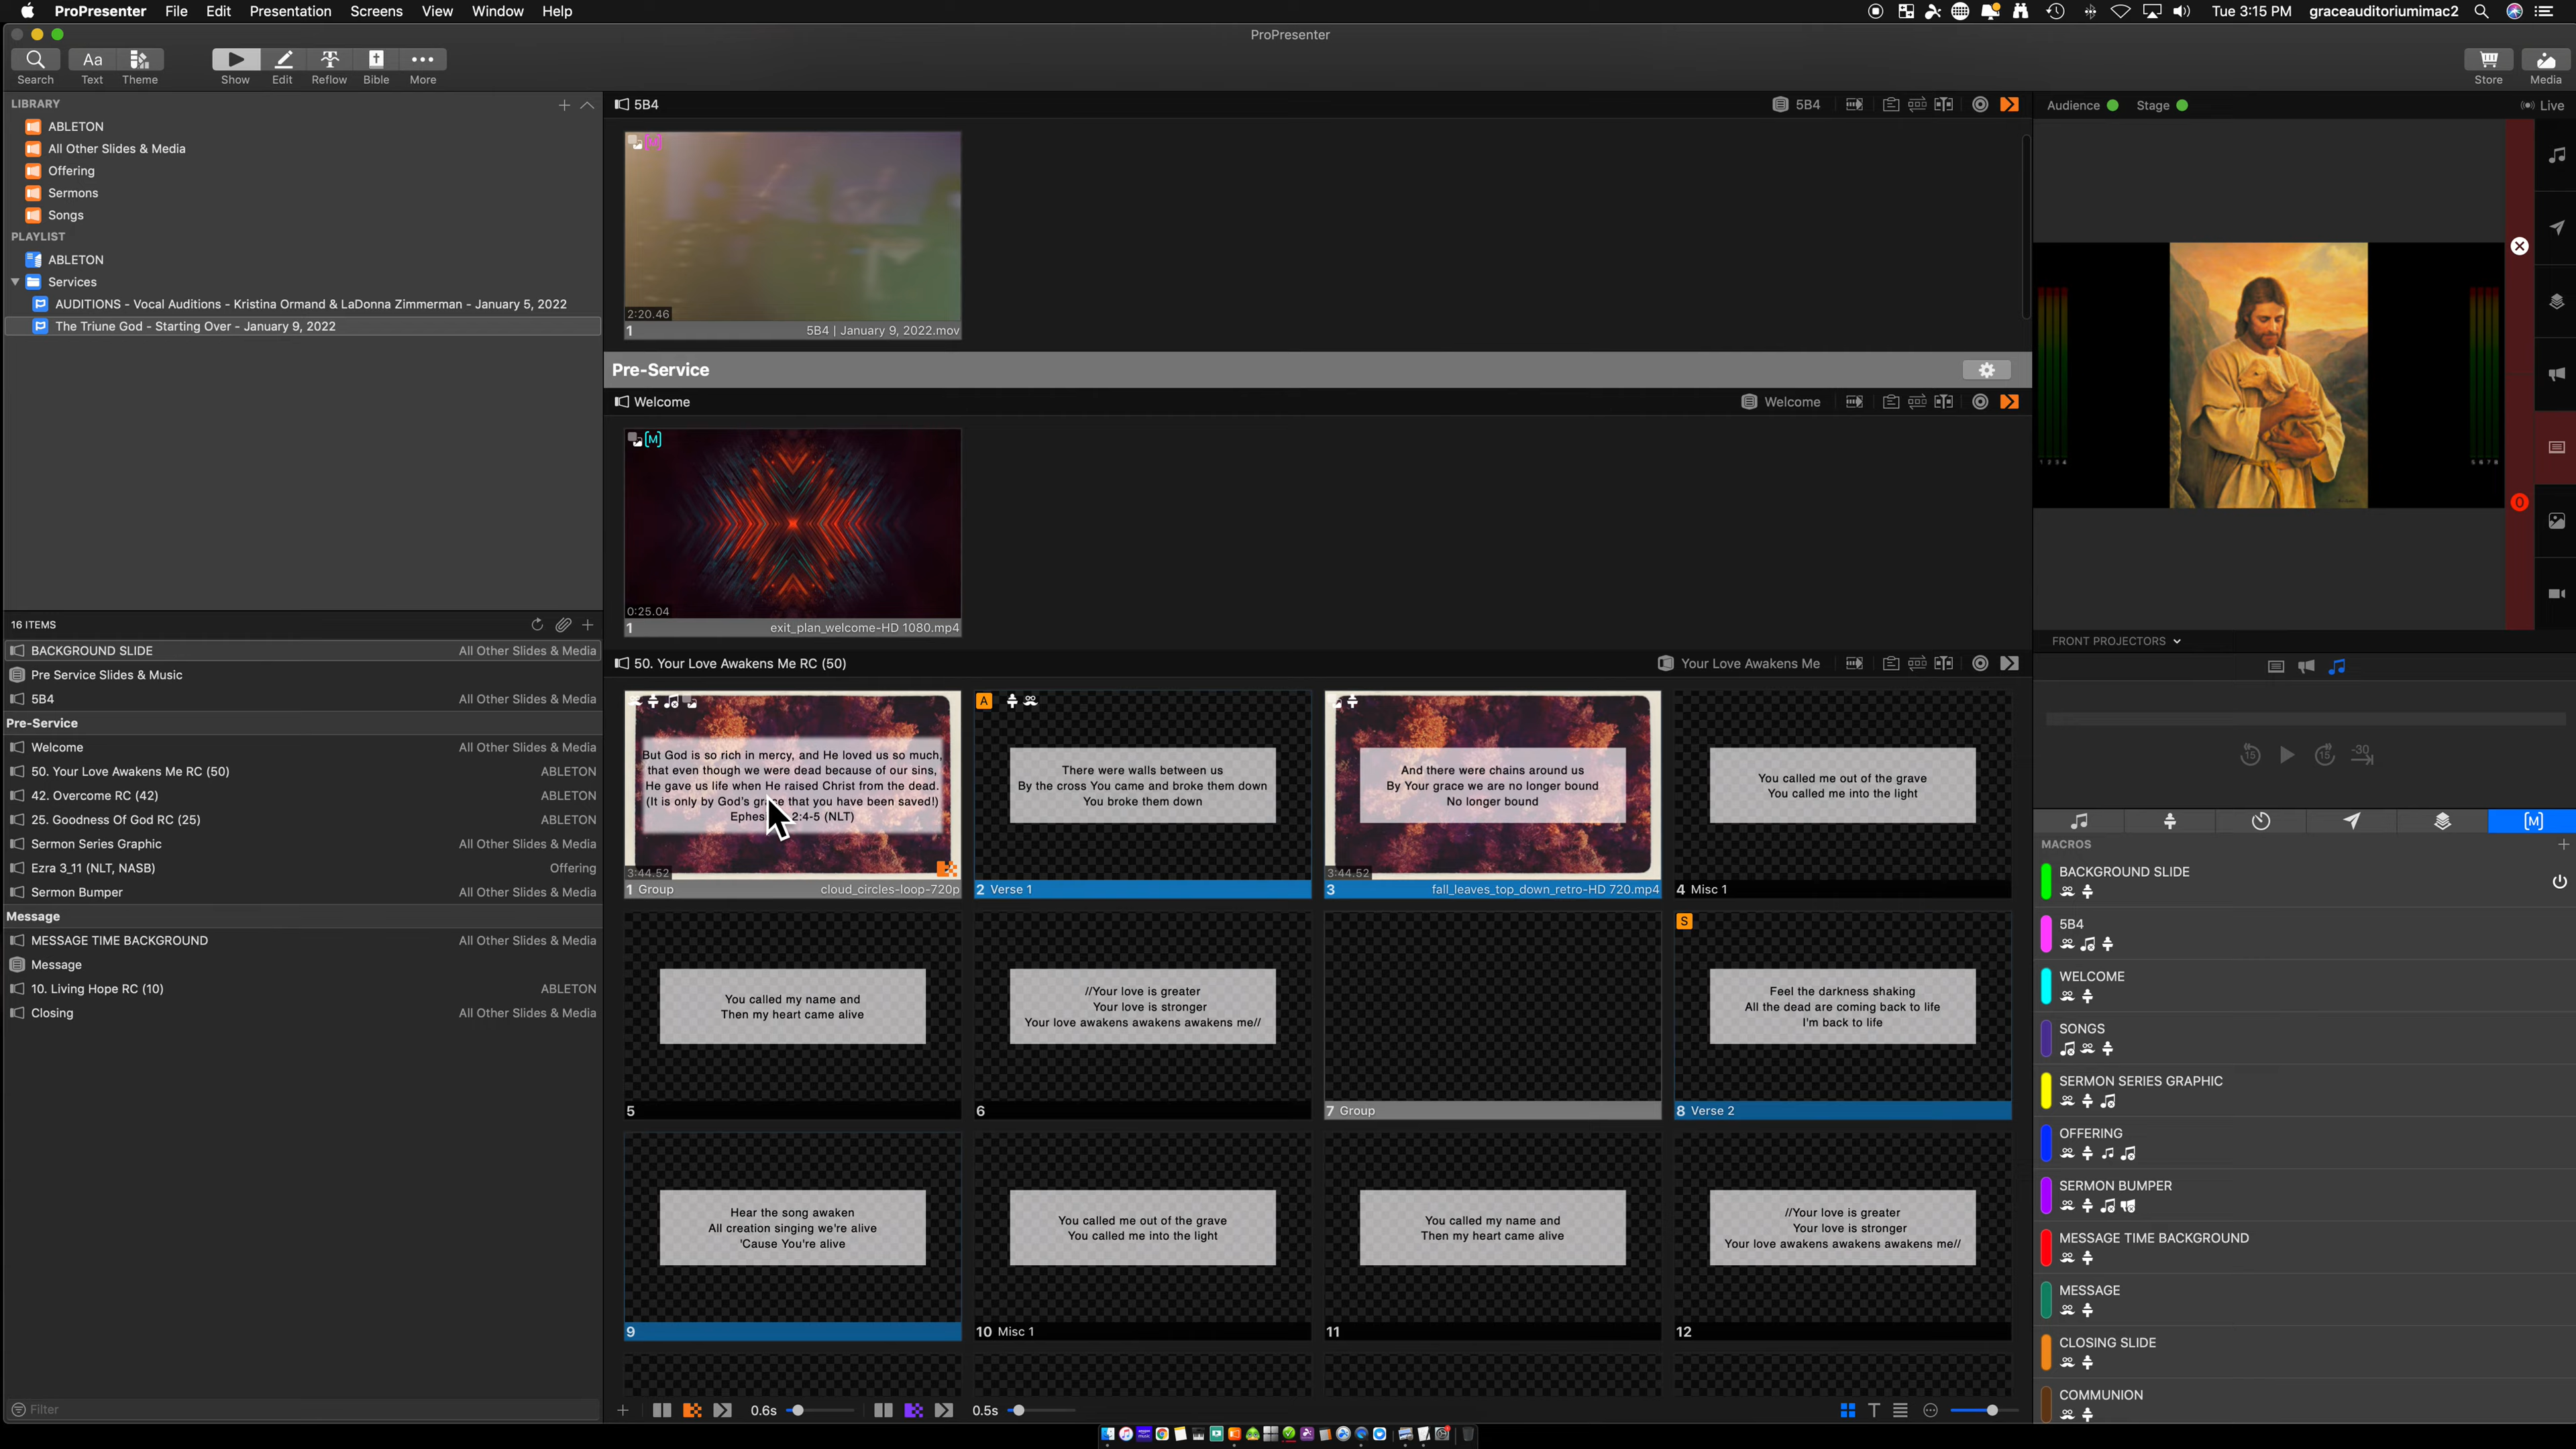 ProPresenter File Edit Presentation Screens View Window Help
Tue 3:15 PM graceauditoriumimac2
ProPresenter
Search Text Theme Show Edit Reflow Bible More
Store Media
LIBRARY
ABLETON
All Other Slides & Media
Offering
Sermons
Songs
PLAYLIST
ABLETON
Services
AUDITIONS - Vocal Auditions - Kristina Ormand & LaDonna Zimmerman - January 5, 2022
The Triune God - Starting Over - January 9, 2022
16 ITEMS
BACKGROUND SLIDE All Other Slides & Media
Pre Service Slides & Music
5B4 All Other Slides & Media
Pre-Service
Welcome All Other Slides & Media
50. Your Love Awakens Me RC (50) ABLETON
42. Overcome RC (42) ABLETON
25. Goodness Of God RC (25) ABLETON
Sermon Series Graphic All Other Slides & Media
Ezra 3_11 (NLT, NASB) Offering
Sermon Bumper All Other Slides & Media
Message
MESSAGE TIME BACKGROUND All Other Slides & Media
Message
10. Living Hope RC (10) ABLETON
Closing All Other Slides & Media
Filter
5B4 5B4
[M]
2:20.46
1 5B4 | January 9, 2022.mov
Pre-Service
Welcome Welcome
[M]
0:25.04
1 exit_plan_welcome-HD 1080.mp4
50. Your Love Awakens Me RC (50) Your Love Awakens Me
But God is so rich in mercy, and He loved us so much,
that even though we were dead because of our sins,
He gave us life when He raised Christ from the dead.
(It is only by God's grace that you have been saved!)
2:4-5 (NLT)
3:44.52
1 Group cloud_circles-loop-720p
A
There were walls between us
By the cross You came and broke them down
You broke them down
2 Verse 1
And there were chains around us
By Your grace we are no longer bound
No longer bound
3:44.52
3 fall_leaves_top_down_retro-HD 720.mp4
You called me out of the grave
You called me into the light
4 Misc 1
You called my name and
Then my heart came alive
5
//Your love is greater
Your love is stronger
Your love awakens awakens awakens me//
6
7 Group
S
Feel the darkness shaking
All the dead are coming back to life
I'm back to life
8 Verse 2
Hear the song awaken
All creation singing we're alive
'Cause You're alive
9
You called me out of the grave
You called me into the light
10 Misc 1
You called my name and
Then my heart came alive
11
//Your love is greater
Your love is stronger
Your love awakens awakens awakens me//
12
0.6s 0.5s
Audience Stage Live
1 2 3 4 5 6 7 8
FRONT PROJECTORS
15 15 -30
[M]
MACROS
BACKGROUND SLIDE
5B4
WELCOME
SONGS
SERMON SERIES GRAPHIC
OFFERING
SERMON BUMPER
MESSAGE TIME BACKGROUND
MESSAGE
CLOSING SLIDE
COMMUNION